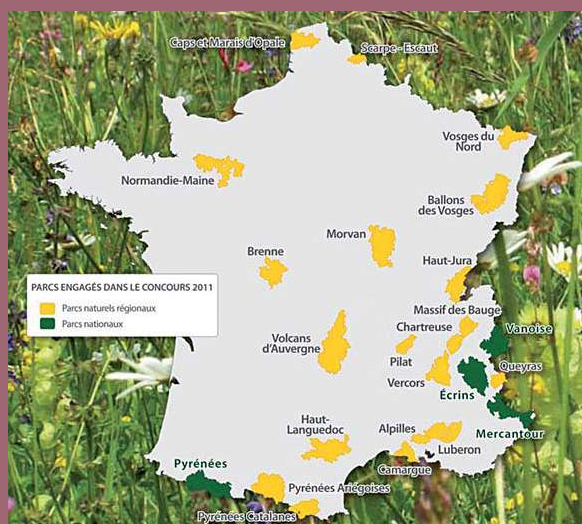 Caps et Marais d'Opale
Scarpe - Escaut
Vosges du
Nord
Normandie-Maine
Ballons
des Vosges
Morvan
Brenne
Haut-Jura
PARCS ENGAGÉS DANS LE CONCOURS 2011
Parcs naturels régionaux
Parcs nationaux
Massif des Bauge
Chartreuse
Vanoise
Volcans
d'Auvergne
Pilat
Queyras
Vercors
Écrins
Haut-
Languedoc
Alpilles
Mercantour
Luberon
Camargue
Pyrénées
Pyrénées Ariégoises
Pyrénées Catalanes